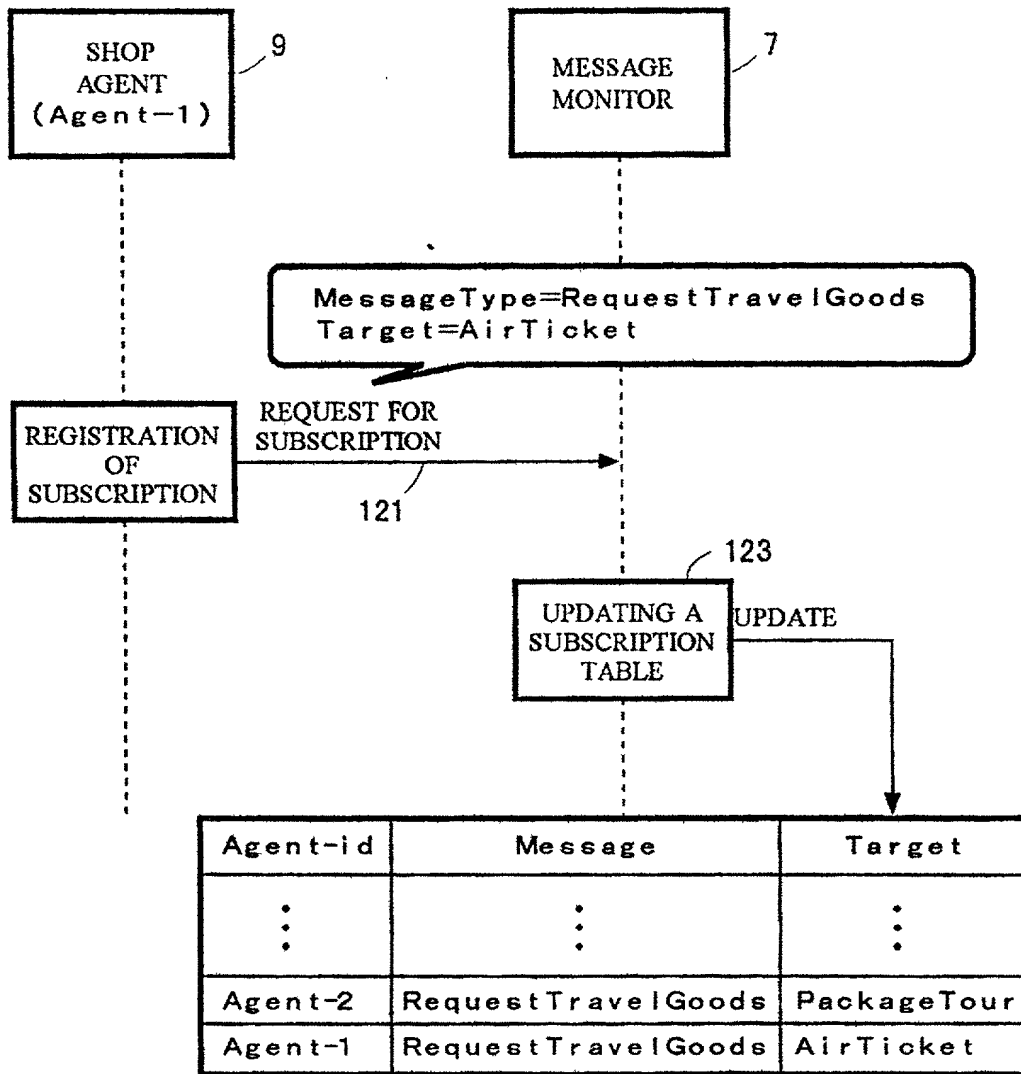 SHOP
AGENT
(Agent-1)
9
MESSAGE
MONITOR
7
MessageType=RequestTravelGoods
Target=AirTicket
REGISTRATION
OF
SUBSCRIPTION
REQUEST FOR
SUBSCRIPTION
121
123
UPDATING A
SUBSCRIPTION
TABLE
UPDATE
Agent-id Message Target
Agent-2 RequestTravelGoods PackageTour
Agent-1 RequestTravelGoods AirTicket